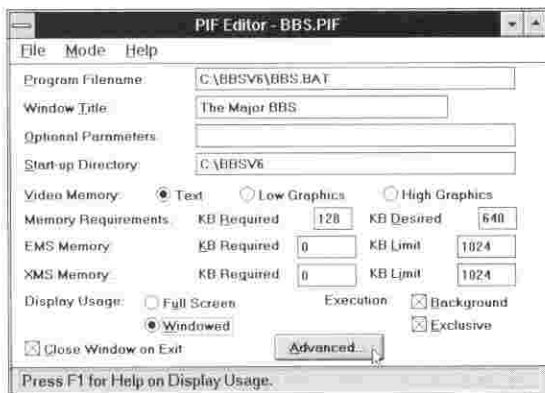 PIF Editor - BBS.PIF
File Mode Help
Program Filename: C:\BBSV6\BBS.BAT
Window Title: The Major BBS
Optional Parameters:
Start-up Directory: C:\BBSV6
Video Memory: Text Low Graphics High Graphics
Memory Requirements: KB Required 128 KB Desired 640
EMS Memory: KB Required 0 KB Limit 1024
XMS Memory: KB Required 0 KB Limit 1024
Display Usage: Full Screen Execution: Background
Windowed Exclusive
Close Window on Exit Advanced...
Press F1 for Help on Display Usage.